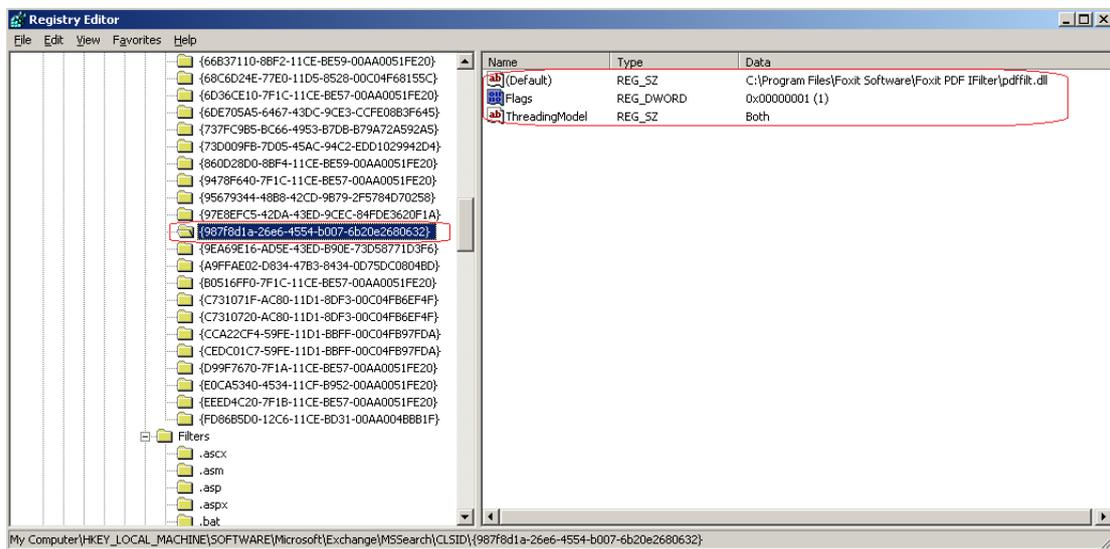 Registry Editor
File Edit View Favorites Help
{66B37110-8BF2-11CE-BE59-00AA0051FE20}
{68C6D24E-77E0-11D5-8528-00C04F68155C}
{6D36CE10-7F1C-11CE-BE57-00AA0051FE20}
{6DE705A5-6467-43DC-9CE3-CCFE08B3F645}
{737FC9B5-BC66-4953-B7DB-B79A72A592A5}
{73D009FB-7D05-45AC-94C2-EDD1029942D4}
{860D28D0-8BF4-11CE-BE59-00AA0051FE20}
{9478F640-7F1C-11CE-BE57-00AA0051FE20}
{95679344-48B8-42CD-9B79-2F5784D70258}
{97E8EFC5-42DA-43ED-9CEC-84FDE3620F1A}
{987f8d1a-26e6-4554-b007-6b20e2680632}
{9EA69E16-AD5E-43ED-B90E-73D58771D3F6}
{A9FFAE02-D834-47B3-8434-0D75DC0804BD}
{B0516FF0-7F1C-11CE-BE57-00AA0051FE20}
{C731071F-AC80-11D1-8DF3-00C04FB6EF4F}
{C7310720-AC80-11D1-8DF3-00C04FB6EF4F}
{CCA22CF4-59FE-11D1-BBFF-00C04FB97FDA}
{CEDC01C7-59FE-11D1-BBFF-00C04FB97FDA}
{D99F7670-7F1A-11CE-BE57-00AA0051FE20}
{E0CA5340-4534-11CF-B952-00AA0051FE20}
{EEED4C20-7F1B-11CE-BE57-00AA0051FE20}
{FD86B5D0-12C6-11CE-BD31-00AA004BBB1F}
Filters
.ascx
.asm
.asp
.aspx
.bat
Name Type Data
(Default) REG_SZ C:\Program Files\Foxit Software\Foxit PDF IFilter\pdffilt.dll
Flags REG_DWORD 0x00000001 (1)
ThreadingModel REG_SZ Both
My Computer\HKEY_LOCAL_MACHINE\SOFTWARE\Microsoft\Exchange\MSSearch\CLSID\{987f8d1a-26e6-4554-b007-6b20e2680632}